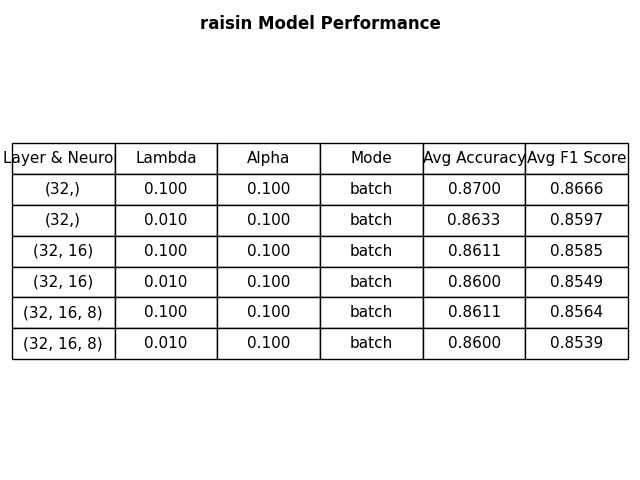 raisin Model Performance
Layer & Neuro Lambda Alpha Mode Avg Accuracy Avg F1 Score
(32,) 0.100 0.100 batch 0.8700 0.8666
(32,) 0.010 0.100 batch 0.8633 0.8597
(32, 16) 0.100 0.100 batch 0.8611 0.8585
(32, 16) 0.010 0.100 batch 0.8600 0.8549
(32, 16, 8) 0.100 0.100 batch 0.8611 0.8564
(32, 16, 8) 0.010 0.100 batch 0.8600 0.8539